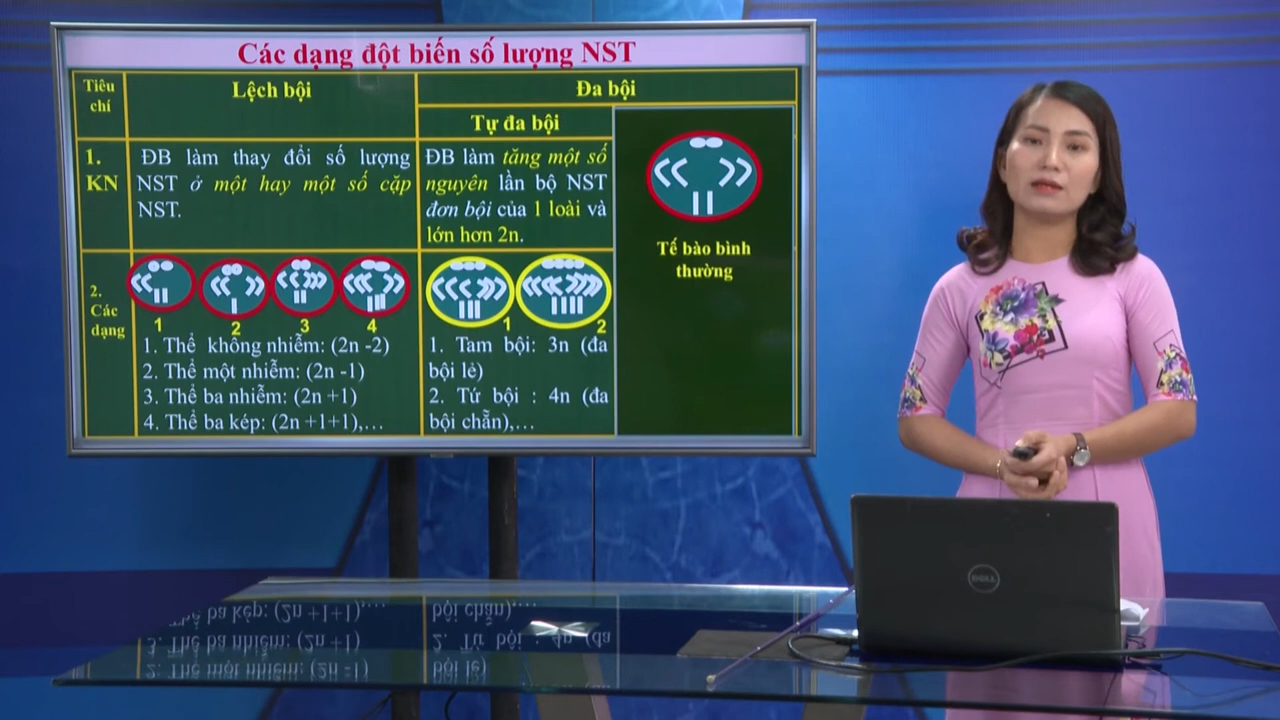 Các dạng đột biến số lượng NST
Tiêu
chí
Lệch bội
Đa bội
Tự đa bội
1.
KN
ĐB làm thay đổi số lượng
NST ở một hay một số cặp
NST.
ĐB làm tăng một số
nguyên lần bộ NST
đơn bội của 1 loài và
lớn hơn 2n.
Tế bào bình
thường
2.
Các
dạng
1
2
3
4
1. Thể không nhiễm: (2n -2)
2. Thể một nhiễm: (2n -1)
3. Thể ba nhiễm: (2n +1)
4. Thể ba kép: (2n +1+1),…
1
2
1. Tam bội: 3n (đa
bội lẻ)
2. Tứ bội : 4n (đa
bội chẵn),…
DELL